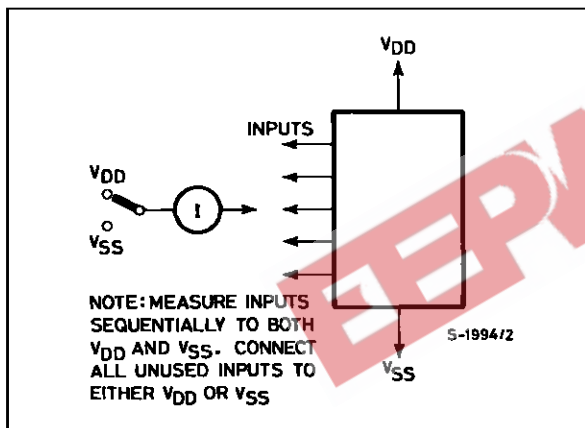 VDD
INPUTS
VDD
I
VSS
NOTE: MEASURE INPUTS
SEQUENTIALLY TO BOTH
VDD AND VSS. CONNECT
ALL UNUSED INPUTS TO
EITHER VDD OR VSS
S-1994/2
VSS
EEPW